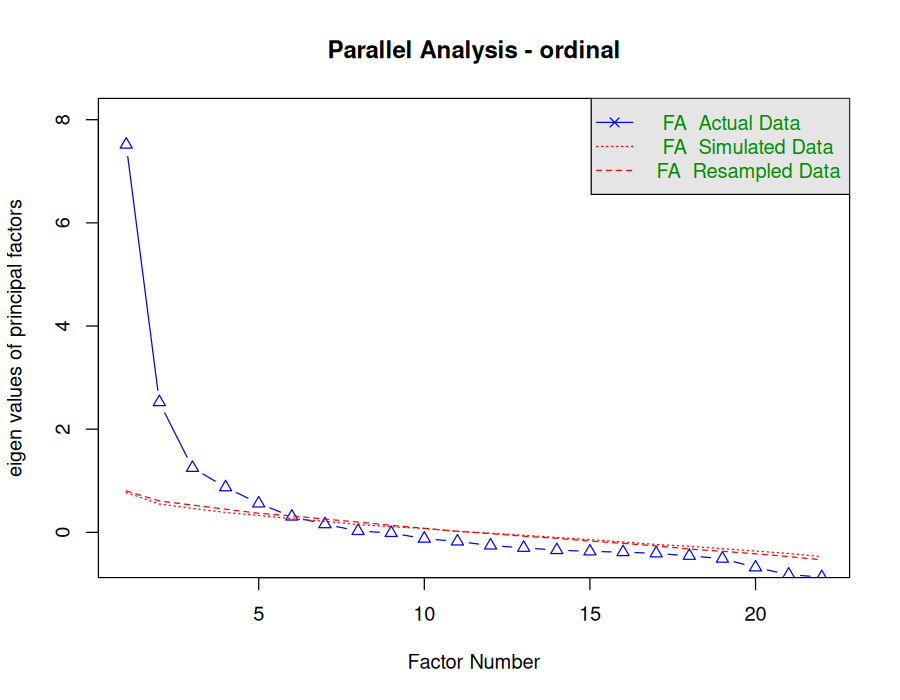 Parallel Analysis - ordinal
FA Actual Data
FA Simulated Data
FA Resampled Data
eigen values of principal factors
8
6
4
2
0
5 10 15 20
Factor Number